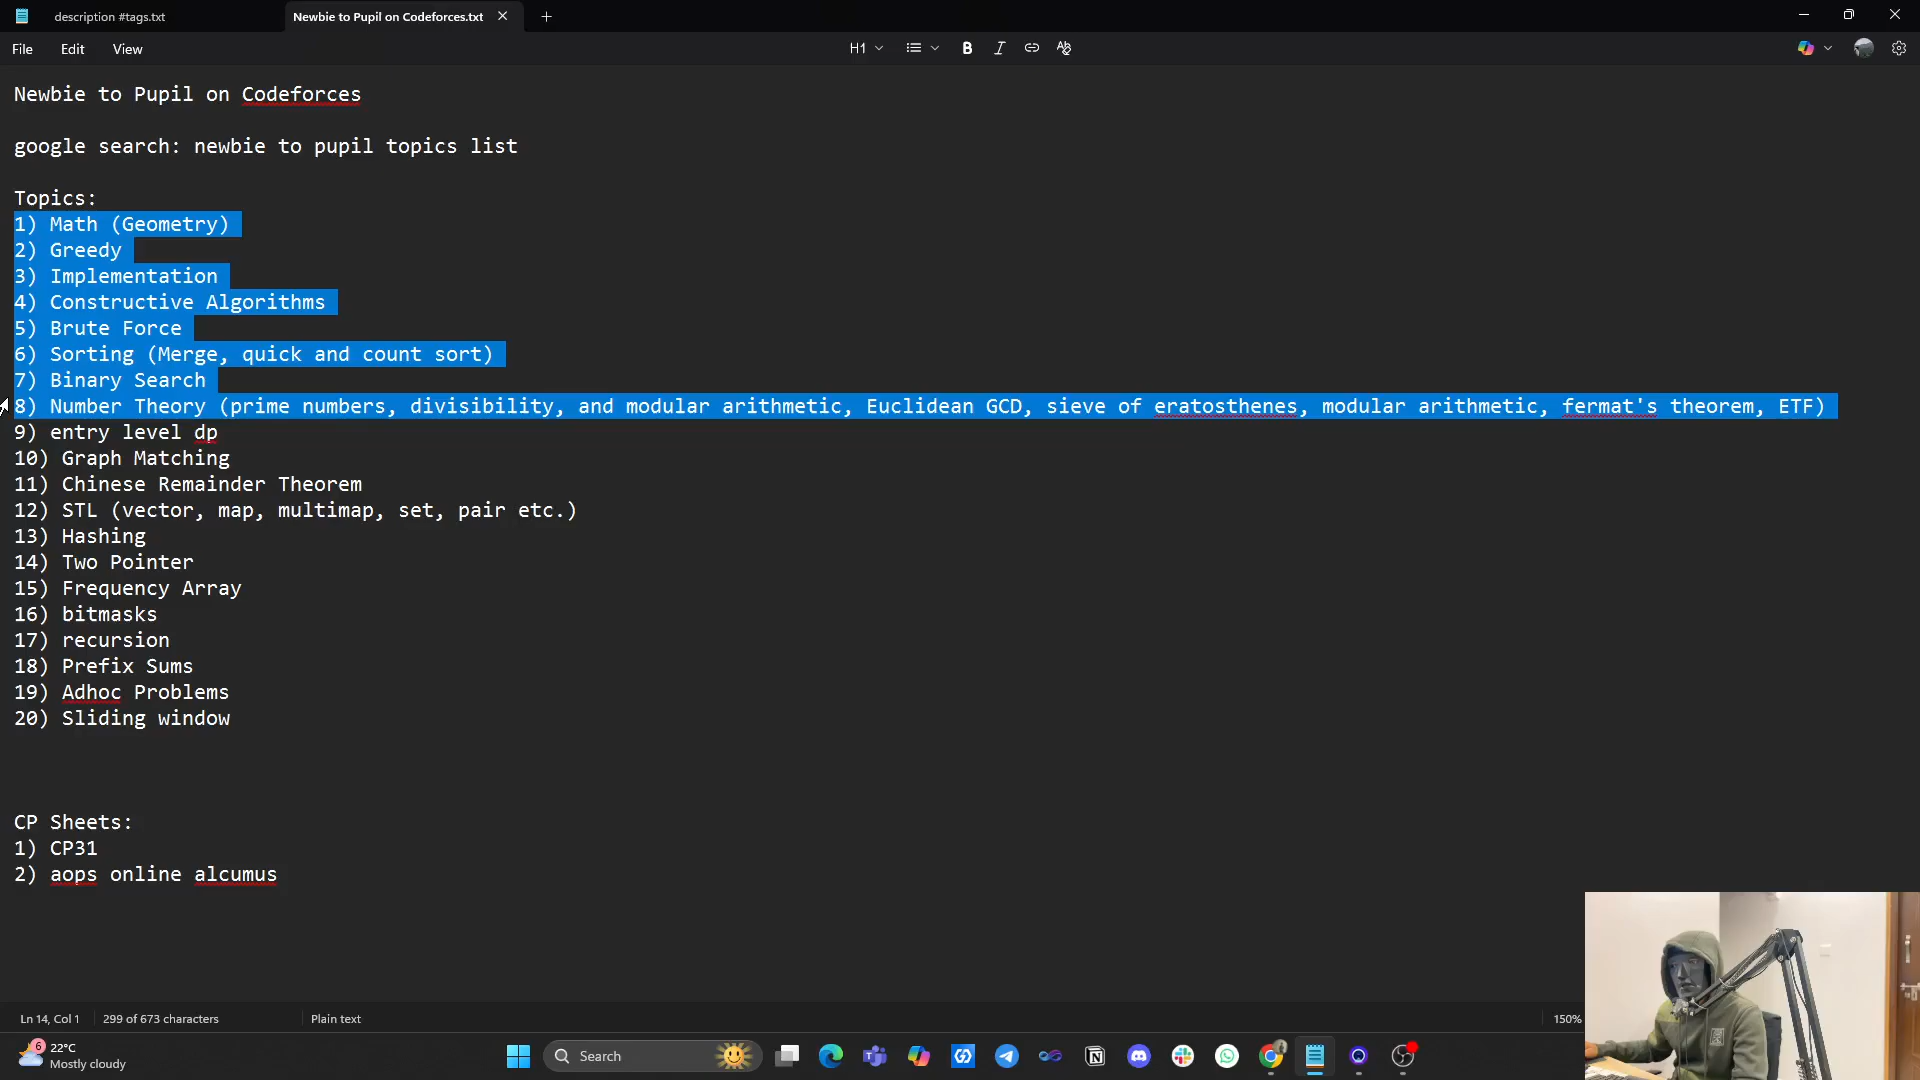 description #tags.txt
Newbie to Pupil on Codeforces.txt
File Edit View
H1
Newbie to Pupil on Codeforces
google search: newbie to pupil topics list
Topics:
1) Math (Geometry)
2) Greedy
3) Implementation
4) Constructive Algorithms
5) Brute Force
6) Sorting (Merge, quick and count sort)
7) Binary Search
8) Number Theory (prime numbers, divisibility, and modular arithmetic, Euclidean GCD, sieve of eratosthenes, modular arithmetic, fermat's theorem, ETF)
9) entry level dp
10) Graph Matching
11) Chinese Remainder Theorem
12) STL (vector, map, multimap, set, pair etc.)
13) Hashing
14) Two Pointer
15) Frequency Array
16) bitmasks
17) recursion
18) Prefix Sums
19) Adhoc Problems
20) Sliding window
CP Sheets:
1) CP31
2) aops online alcumus
Ln 14, Col 1 299 of 673 characters Plain text 150%
6
22°C
Mostly cloudy
Search